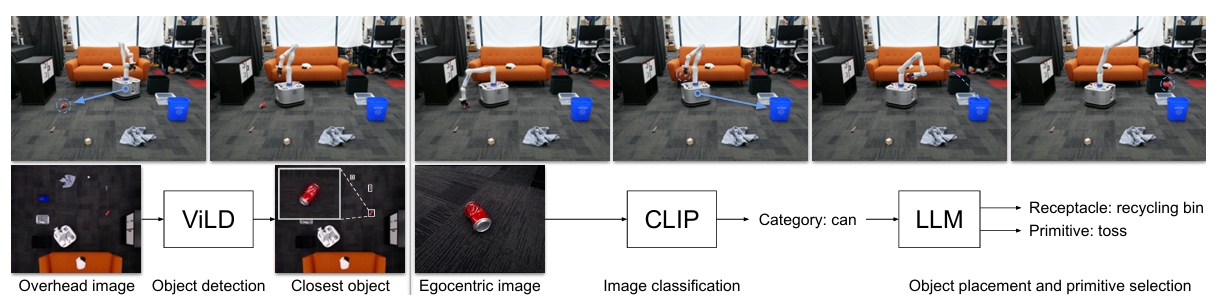 ViLD
CLIP
Category: can
LLM
Receptacle: recycling bin
Primitive: toss
Overhead image
Object detection
Closest object
Egocentric image
Image classification
Object placement and primitive selection